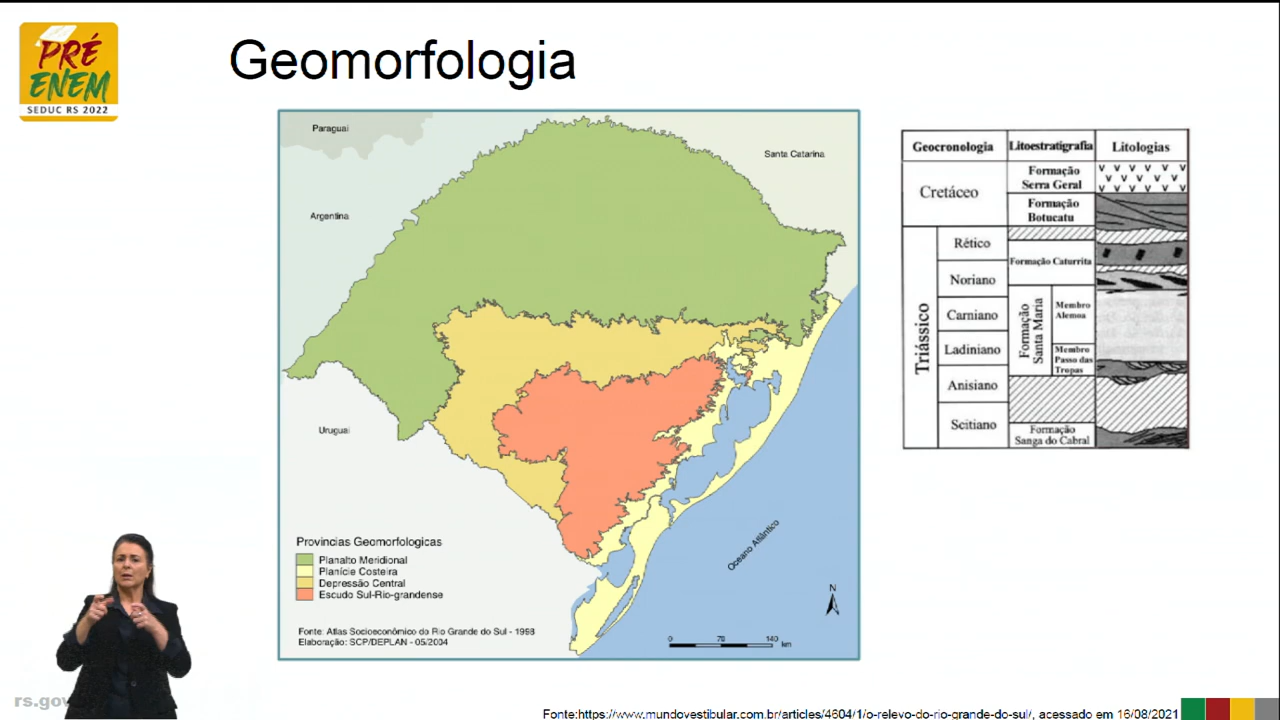 PRÉ
ENEM
SEDUC RS 2022
Geomorfologia
Paraguai
Santa Catarina
Argentina
Uruguai
Oceano Atlântico
Provincias Geomorfologicas
Planalto Meridional
Planície Costeira
Depressão Central
Escudo Sul-Rio-grandense
Fonte: Atlas Socioeconômico do Rio Grande do Sul - 1998
Elaboração: SCP/DEPLAN - 05/2004
N
0 70 140 km
Geocronologia Litoestratigrafia Litologias
Cretáceo
Formação
Serra Geral
Formação
Botucatu
Triássico
Rético
Noriano
Carniano
Ladiniano
Anisiano
Scitiano
Formação Caturrita
Formação
Santa Maria
Membro
Alemoa
Membro
Passo das
Tropas
Formação
Sanga do Cabral
rs.gov
Fonte:https://www.mundovestibular.com.br/articles/4604/1/o-relevo-do-rio-grande-do-sul/, acessado em 16/08/2021